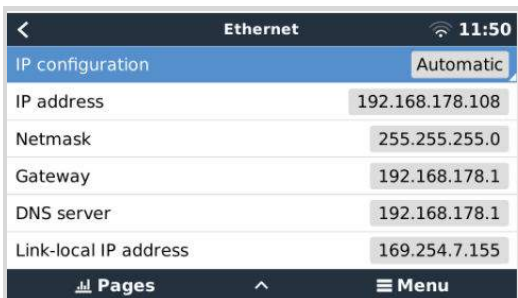 Ethernet 11:50
IP configuration Automatic
IP address 192.168.178.108
Netmask 255.255.255.0
Gateway 192.168.178.1
DNS server 192.168.178.1
Link-local IP address 169.254.7.155
Pages Menu